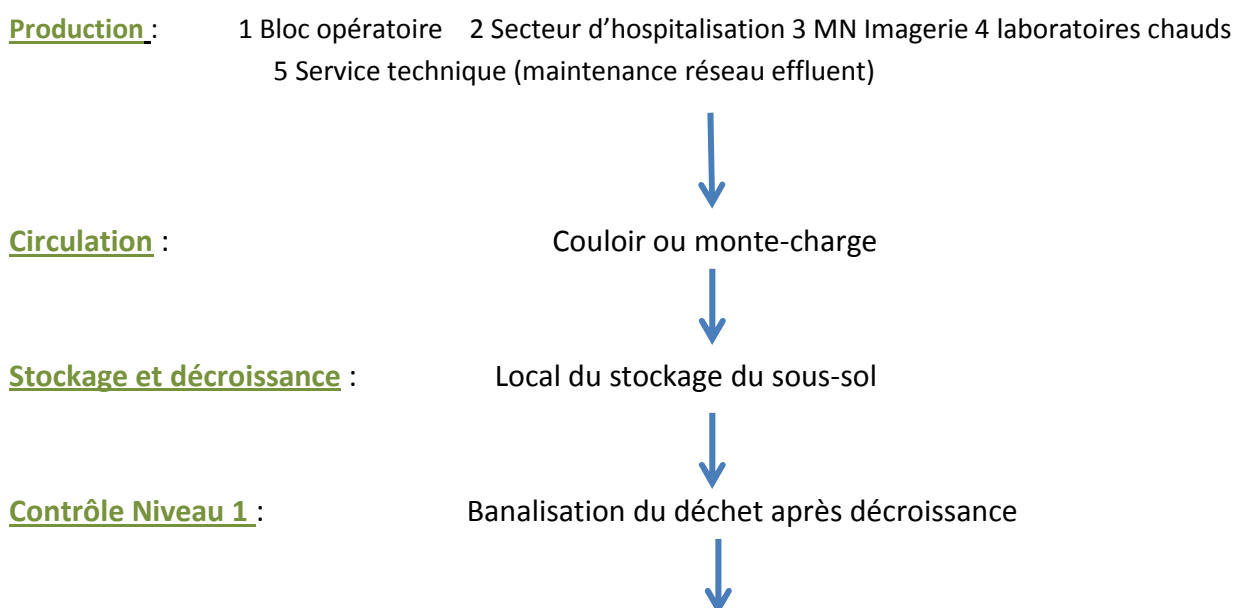 Production : 1 Bloc opératoire 2 Secteur d’hospitalisation 3 MN Imagerie 4 laboratoires chauds
5 Service technique (maintenance réseau effluent)
Circulation : Couloir ou monte-charge
Stockage et décroissance : Local du stockage du sous-sol
Contrôle Niveau 1 : Banalisation du déchet après décroissance